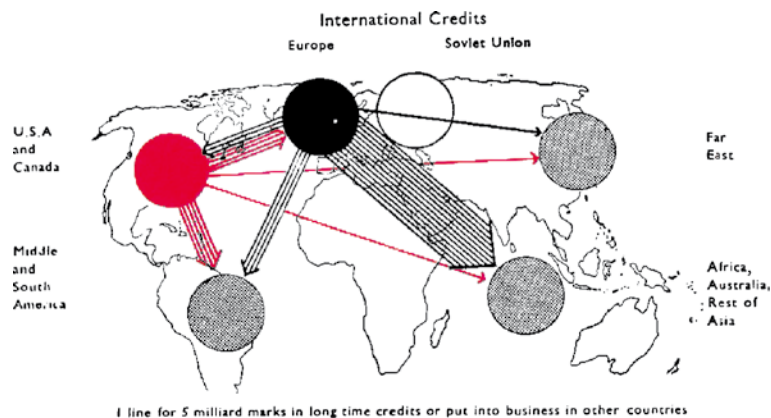 International Credits
Europe
Soviet Union
U.S.A
and
Canada
Far
East
Middle
and
South
America
Africa,
Australia,
Rest of
Asia
1 line for 5 milliard marks in long time credits or put into business in other countries